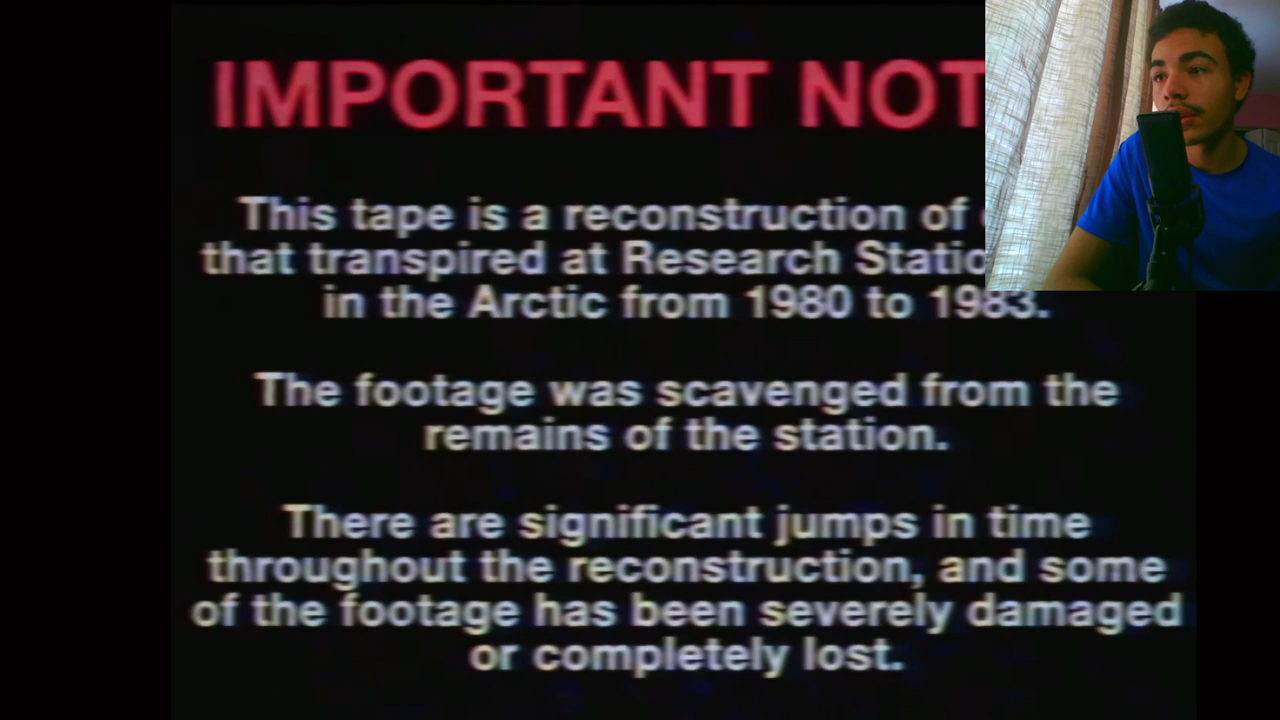 IMPORTANT NOT
This tape is a reconstruction of
that transpired at Research Statio
in the Arctic from 1980 to 1983.
The footage was scavenged from the
remains of the station.
There are significant jumps in time
throughout the reconstruction, and some
of the footage has been severely damaged
or completely lost.